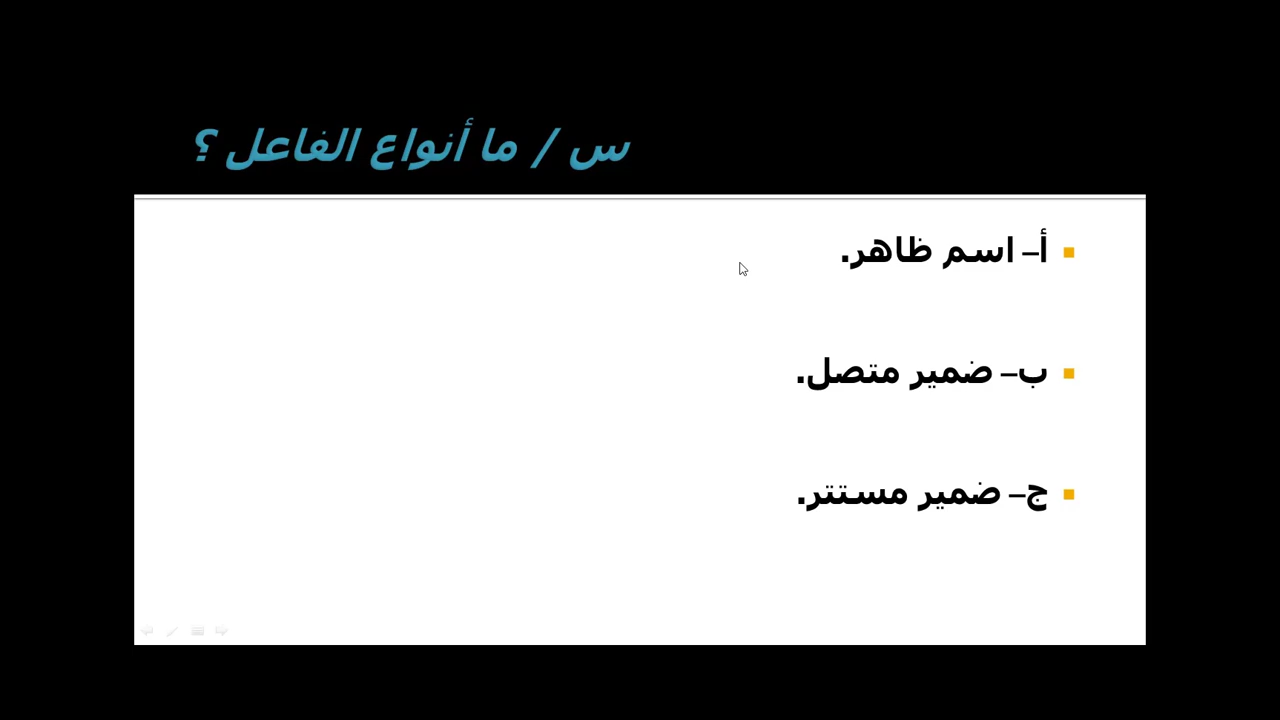 س / ما أنواع الفاعل ؟
أ– اسم ظاهر.
ب– ضمير متصل.
ج– ضمير مستتر.